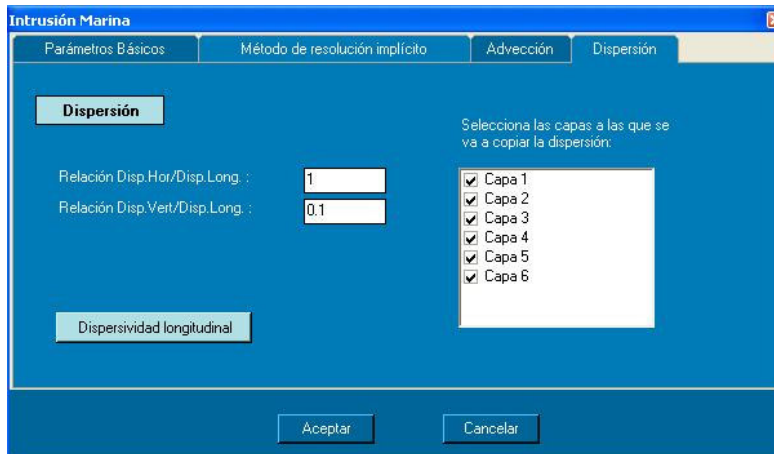 Intrusión Marina
Parámetros Básicos
Método de resolución implícito
Advección
Dispersión
Dispersión
Selecciona las capas a las que se
va a copiar la dispersión:
Relación Disp.Hor/Disp.Long. :
1
Relación Disp.Vert/Disp.Long. :
0.1
Capa 1
Capa 2
Capa 3
Capa 4
Capa 5
Capa 6
Dispersividad longitudinal
Aceptar
Cancelar